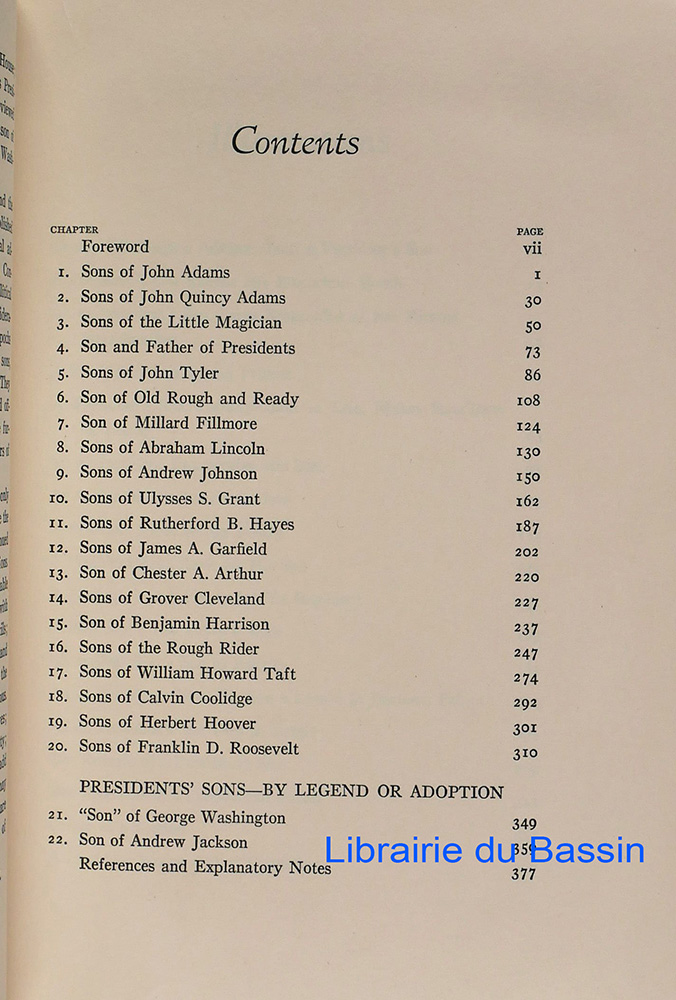 Contents
CHAPTER PAGE
Foreword vii
1. Sons of John Adams 1
2. Sons of John Quincy Adams 30
3. Sons of the Little Magician 50
4. Son and Father of Presidents 73
5. Sons of John Tyler 86
6. Son of Old Rough and Ready 108
7. Son of Millard Fillmore 124
8. Sons of Abraham Lincoln 130
9. Sons of Andrew Johnson 150
10. Sons of Ulysses S. Grant 162
11. Sons of Rutherford B. Hayes 187
12. Sons of James A. Garfield 202
13. Son of Chester A. Arthur 220
14. Sons of Grover Cleveland 227
15. Son of Benjamin Harrison 237
16. Sons of the Rough Rider 247
17. Sons of William Howard Taft 274
18. Sons of Calvin Coolidge 292
19. Sons of Herbert Hoover 301
20. Sons of Franklin D. Roosevelt 310
PRESIDENTS' SONS—BY LEGEND OR ADOPTION
21. "Son" of George Washington 349
22. Son of Andrew Jackson 359
Librairie du Bassin
References and Explanatory Notes 377